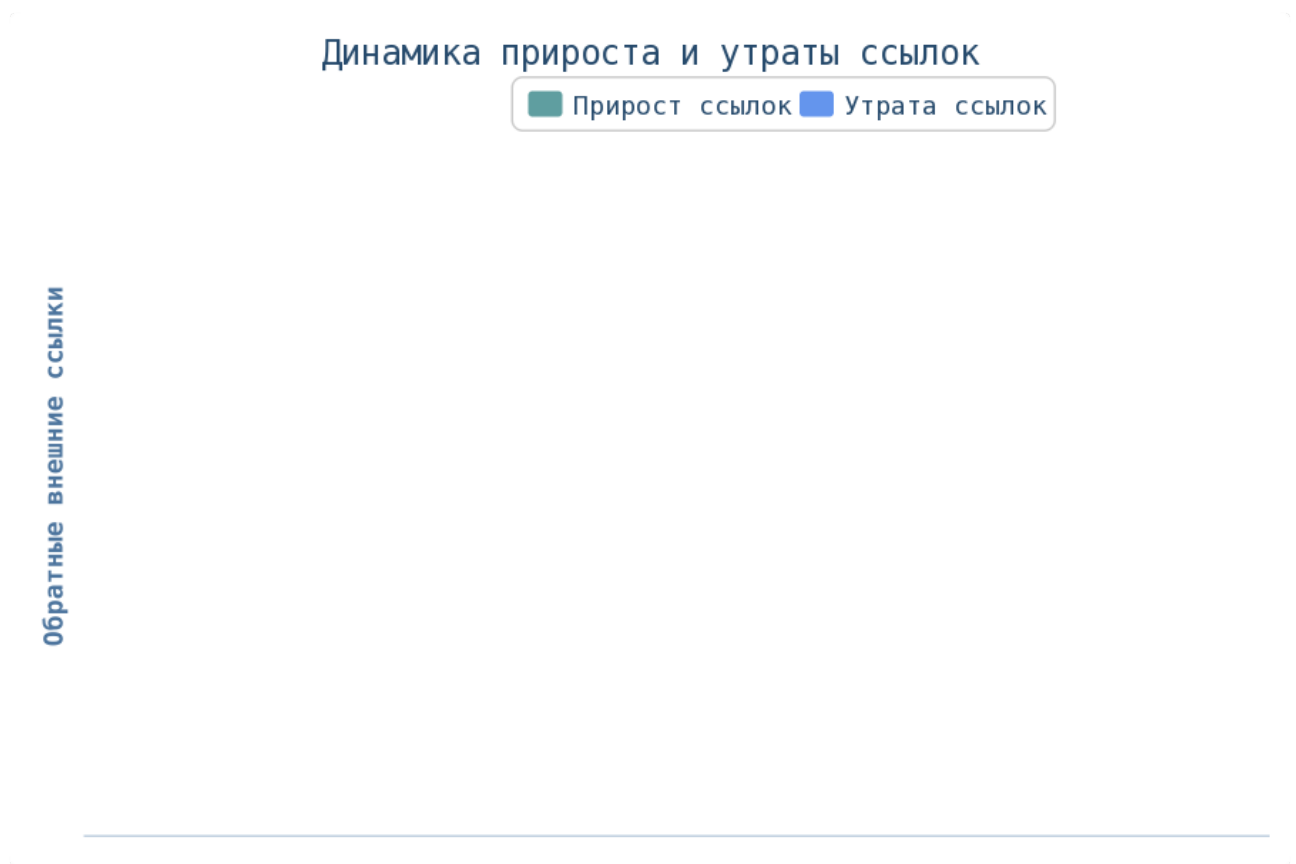 Динамика прироста и утраты ссылок
Прирост ссылок Утрата ссылок
Обратные внешние ссылки